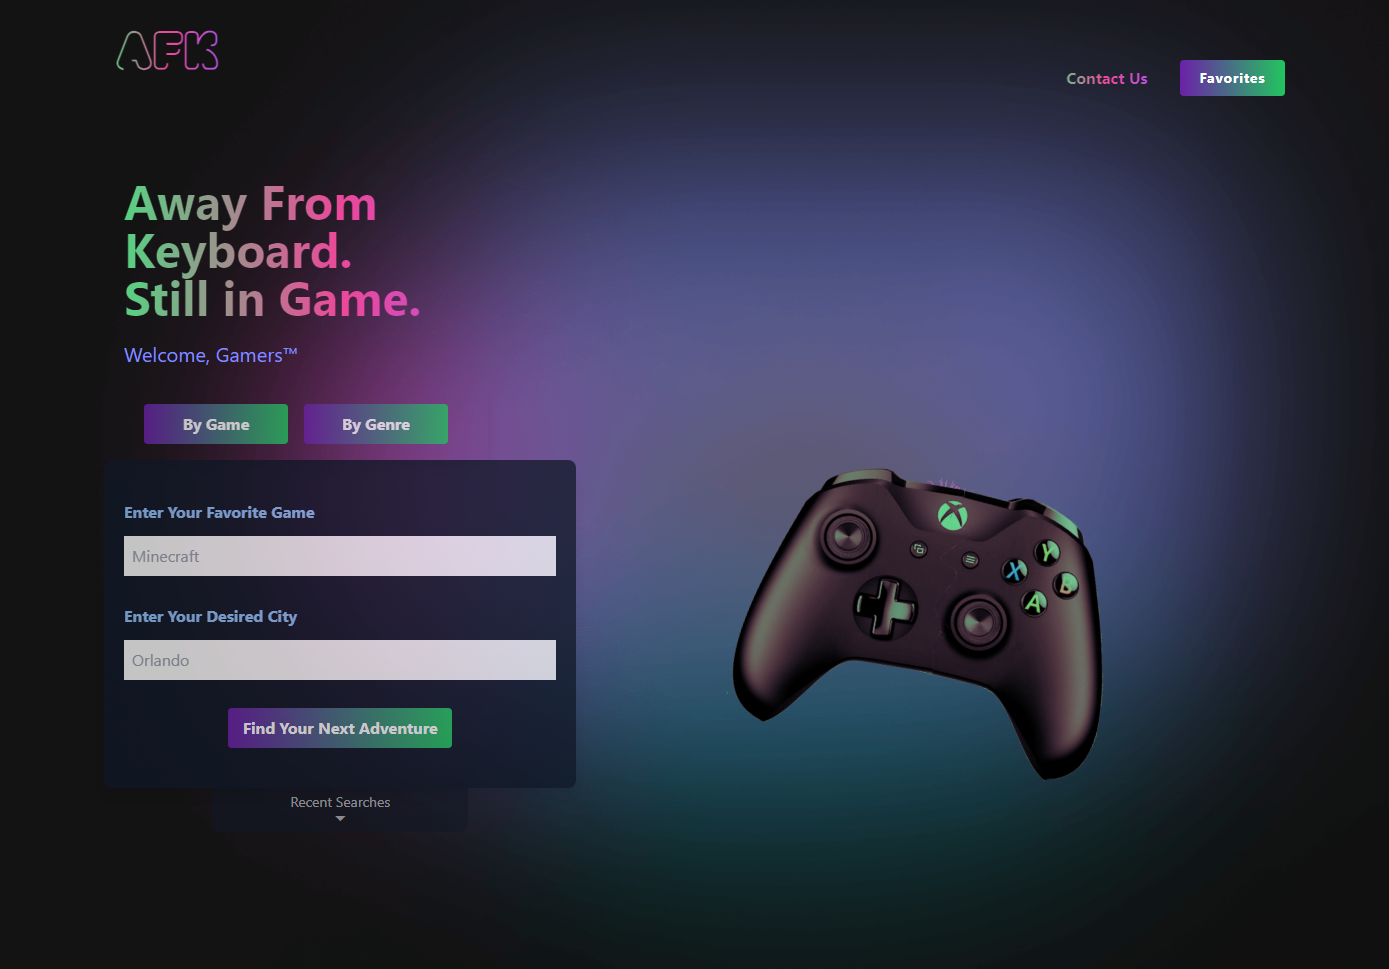 AFK
Contact Us
Favorites
Away From
Keyboard.
Still in Game.
Welcome, Gamers™
By Game
By Genre
Enter Your Favorite Game
Minecraft
Enter Your Desired City
Orlando
Find Your Next Adventure
Recent Searches
Y
X
B
A